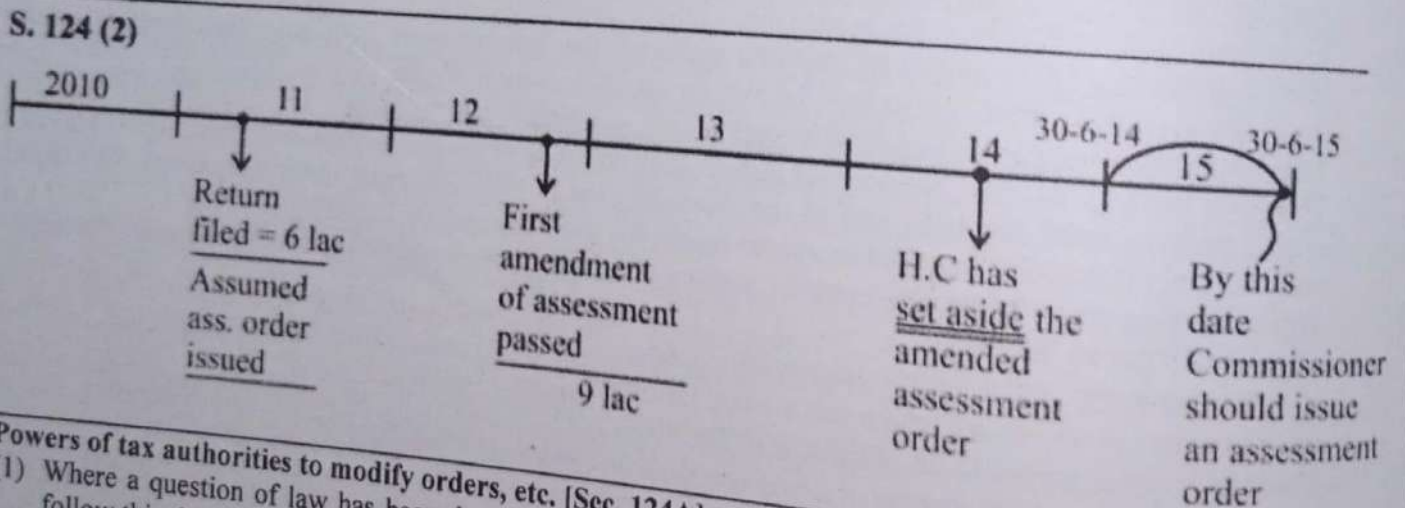 S. 124 (2)
2010 11 12 13 14 30-6-14 15 30-6-15
Return
filed = 6 lac
Assumed
ass. order
issued
First
amendment
of assessment
passed
9 lac
H.C has
set aside the
amended
assessment
order
By this
date
Commissioner
should issue
an assessment
order
Powers of tax authorities to modify orders, etc. [Sec. 124A]
(1) Where a question of law has been